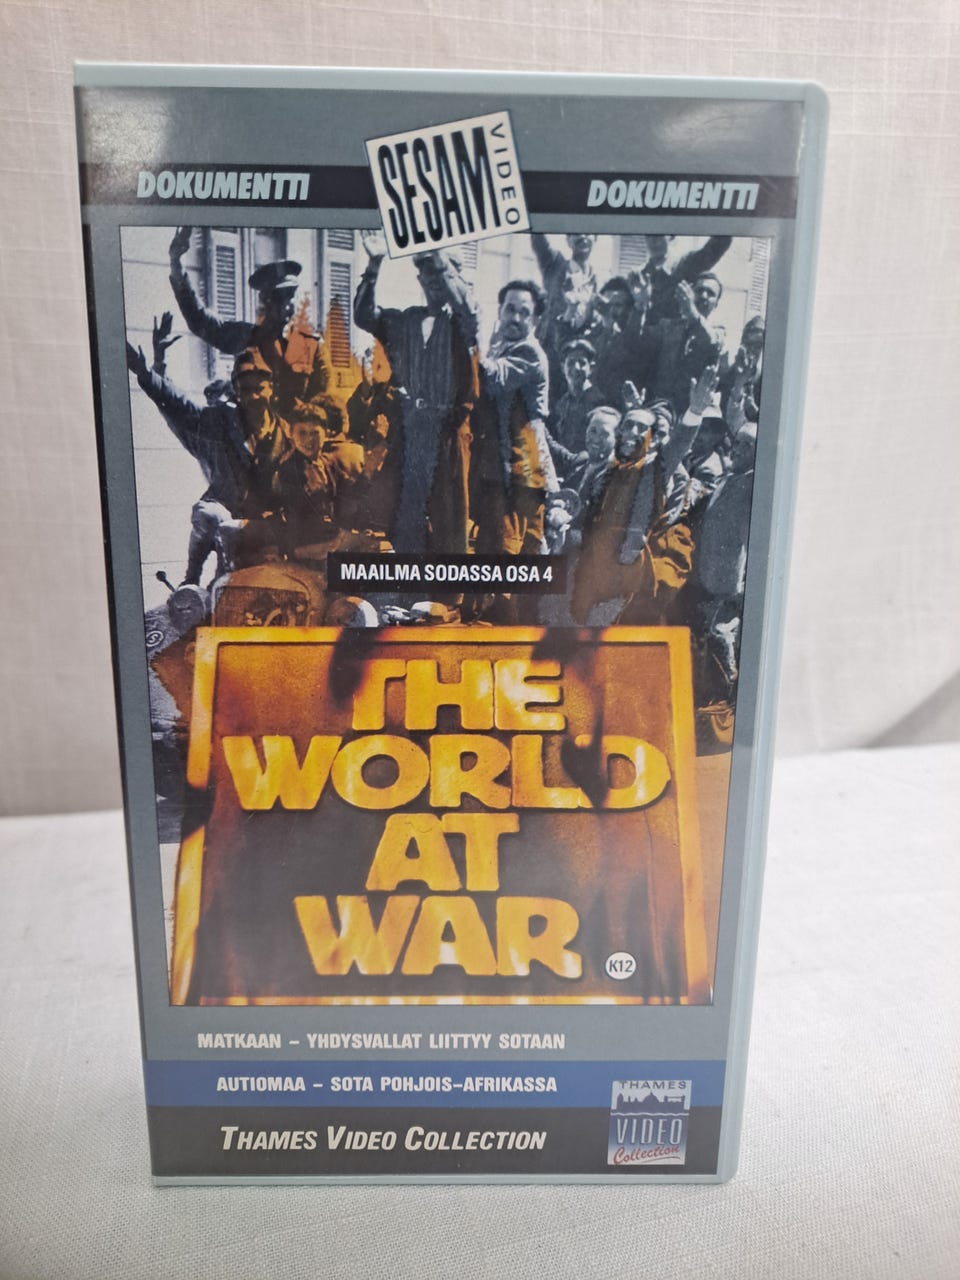 DOKUMENTTI
SESAM
VIDEO
DOKUMENTTI
MAAILMA SODASSA OSA 4
THE
WORLD
AT
WAR
K12
MATKAAN – YHDYSVALLAT LIITTYY SOTAAN
AUTIOMAA – SOTA POHJOIS-AFRIKASSA
THAMES VIDEO COLLECTION
THAMES
VIDEO
Collection